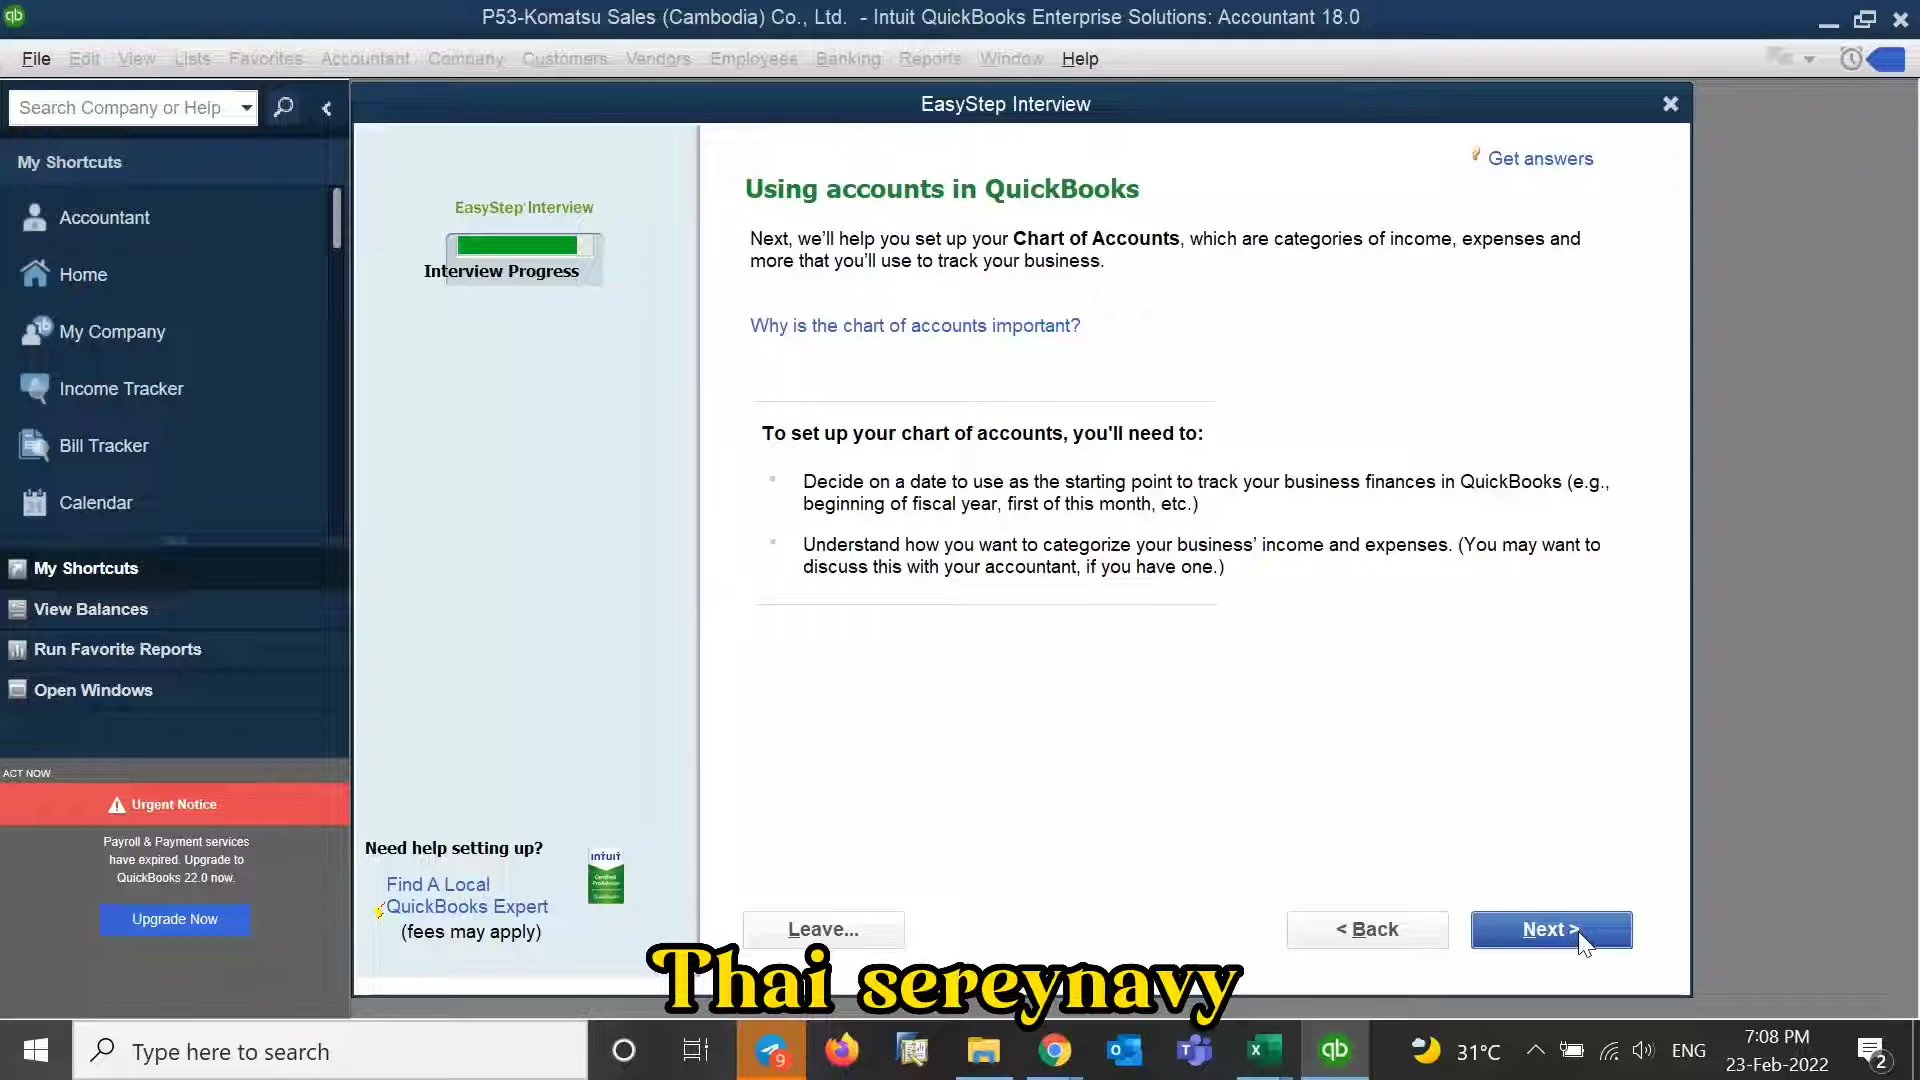 P53-Komatsu Sales (Cambodia) Co., Ltd.  - Intuit QuickBooks Enterprise Solutions: Accountant 18.0
File Edit View Lists Favorites Accountant Company Customers Vendors Employees Banking Reports Window Help
Search Company or Help
My Shortcuts
Accountant
Home
My Company
Income Tracker
Bill Tracker
Calendar
My Shortcuts
View Balances
Run Favorite Reports
Open Windows
ACT NOW
Urgent Notice
Payroll & Payment services
have expired. Upgrade to
QuickBooks 22.0 now.
Upgrade Now
EasyStep Interview
EasyStep Interview
Interview Progress
Need help setting up?
Find A Local
QuickBooks Expert
(fees may apply)
intuit
Get answers
Using accounts in QuickBooks
Next, we'll help you set up your Chart of Accounts, which are categories of income, expenses and
more that you'll use to track your business.
Why is the chart of accounts important?
To set up your chart of accounts, you'll need to:
Decide on a date to use as the starting point to track your business finances in QuickBooks (e.g.,
beginning of fiscal year, first of this month, etc.)
Understand how you want to categorize your business' income and expenses. (You may want to
discuss this with your accountant, if you have one.)
Leave...
< Back
Next >
Thai sereynavy
Type here to search
9
31°C
ENG
7:08 PM
23-Feb-2022
2